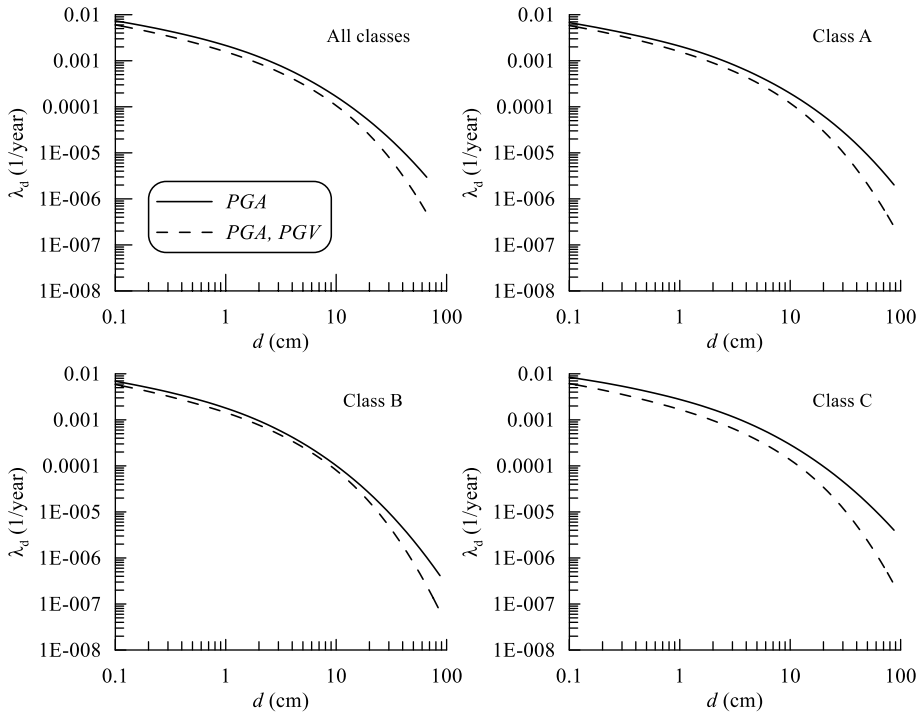 All classes
0.01
0.001
0.0001
1E-005
1E-006
1E-007
1E-008
λd (1/year)
PGA
PGA, PGV
0.1 1 10 100
d (cm)
Class A
0.01
0.001
0.0001
1E-005
1E-006
1E-007
1E-008
λd (1/year)
0.1 1 10 100
d (cm)
Class B
0.01
0.001
0.0001
1E-005
1E-006
1E-007
1E-008
λd (1/year)
0.1 1 10 100
d (cm)
Class C
0.01
0.001
0.0001
1E-005
1E-006
1E-007
1E-008
λd (1/year)
0.1 1 10 100
d (cm)